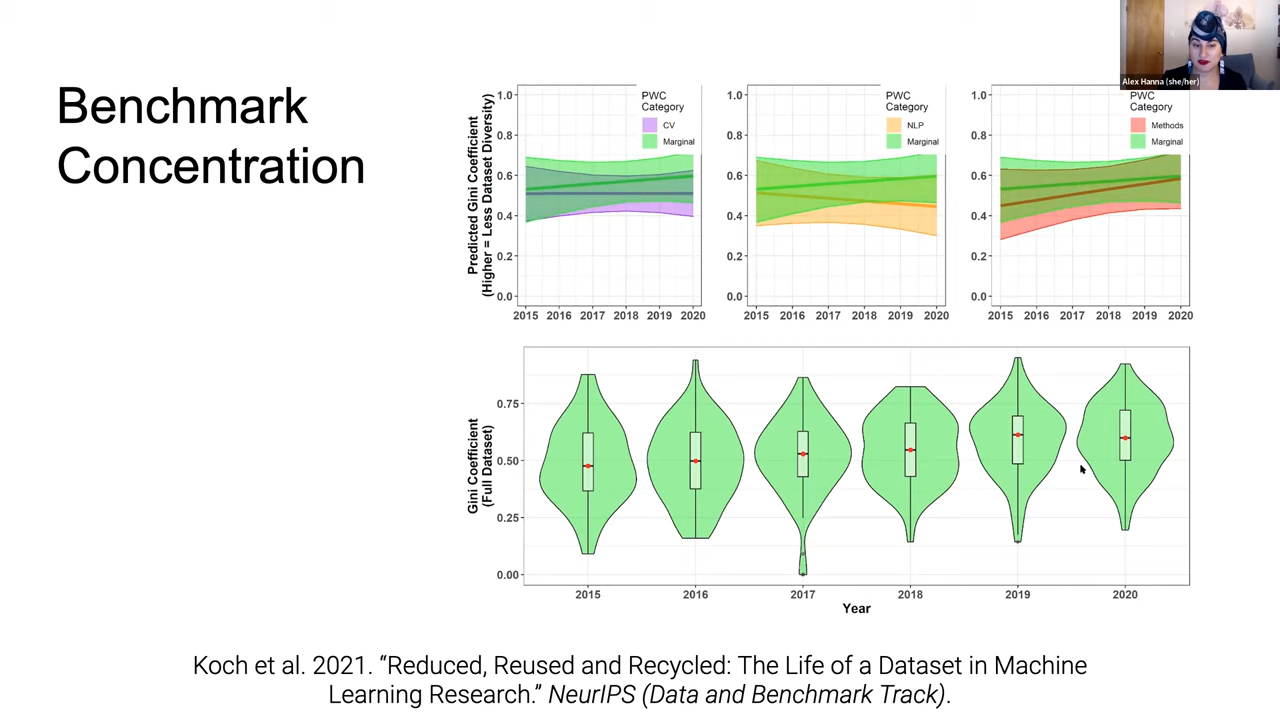 Alex Hanna (she/her)
Benchmark
Concentration
Predicted Gini Coefficient
(Higher = Less Dataset Diversity)
1.0
0.8
0.6
0.4
0.2
0.0
2015 2016 2017 2018 2019 2020
PWC
Category
CV
Marginal
1.0
0.8
0.6
0.4
0.2
0.0
2015 2016 2017 2018 2019 2020
PWC
Category
NLP
Marginal
1.0
0.8
0.6
0.4
0.2
0.0
2015 2016 2017 2018 2019 2020
PWC
Category
Methods
Marginal
Gini Coefficient
(Full Dataset)
0.75
0.50
0.25
0.00
2015 2016 2017 2018 2019 2020
Year
Koch et al. 2021. “Reduced, Reused and Recycled: The Life of a Dataset in Machine
Learning Research.” NeurIPS (Data and Benchmark Track).